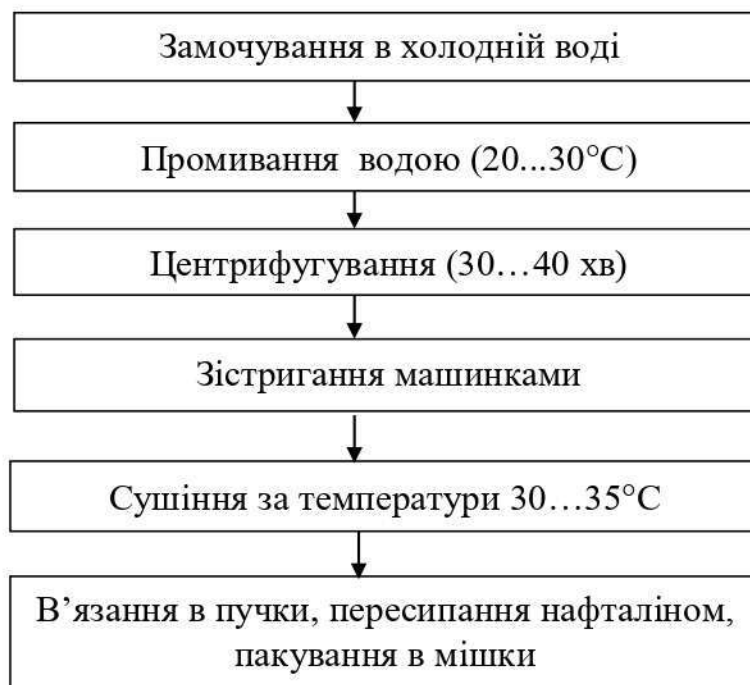 Замочування в холодній воді
Промивання водою (20...30°С)
Центрифугування (30…40 хв)
Зістригання машинками
Сушіння за температури 30…35°С
В’язання в пучки, пересипання нафталіном,
пакування в мішки